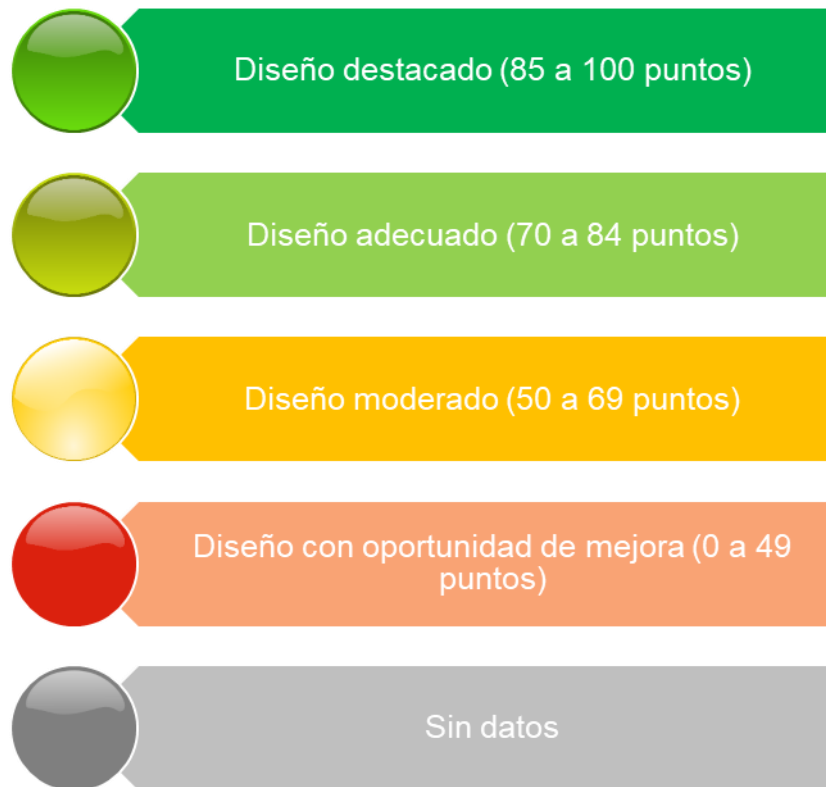 Diseño destacado (85 a 100 puntos)
Diseño adecuado (70 a 84 puntos)
Diseño moderado (50 a 69 puntos)
Diseño con oportunidad de mejora (0 a 49
puntos)
Sin datos